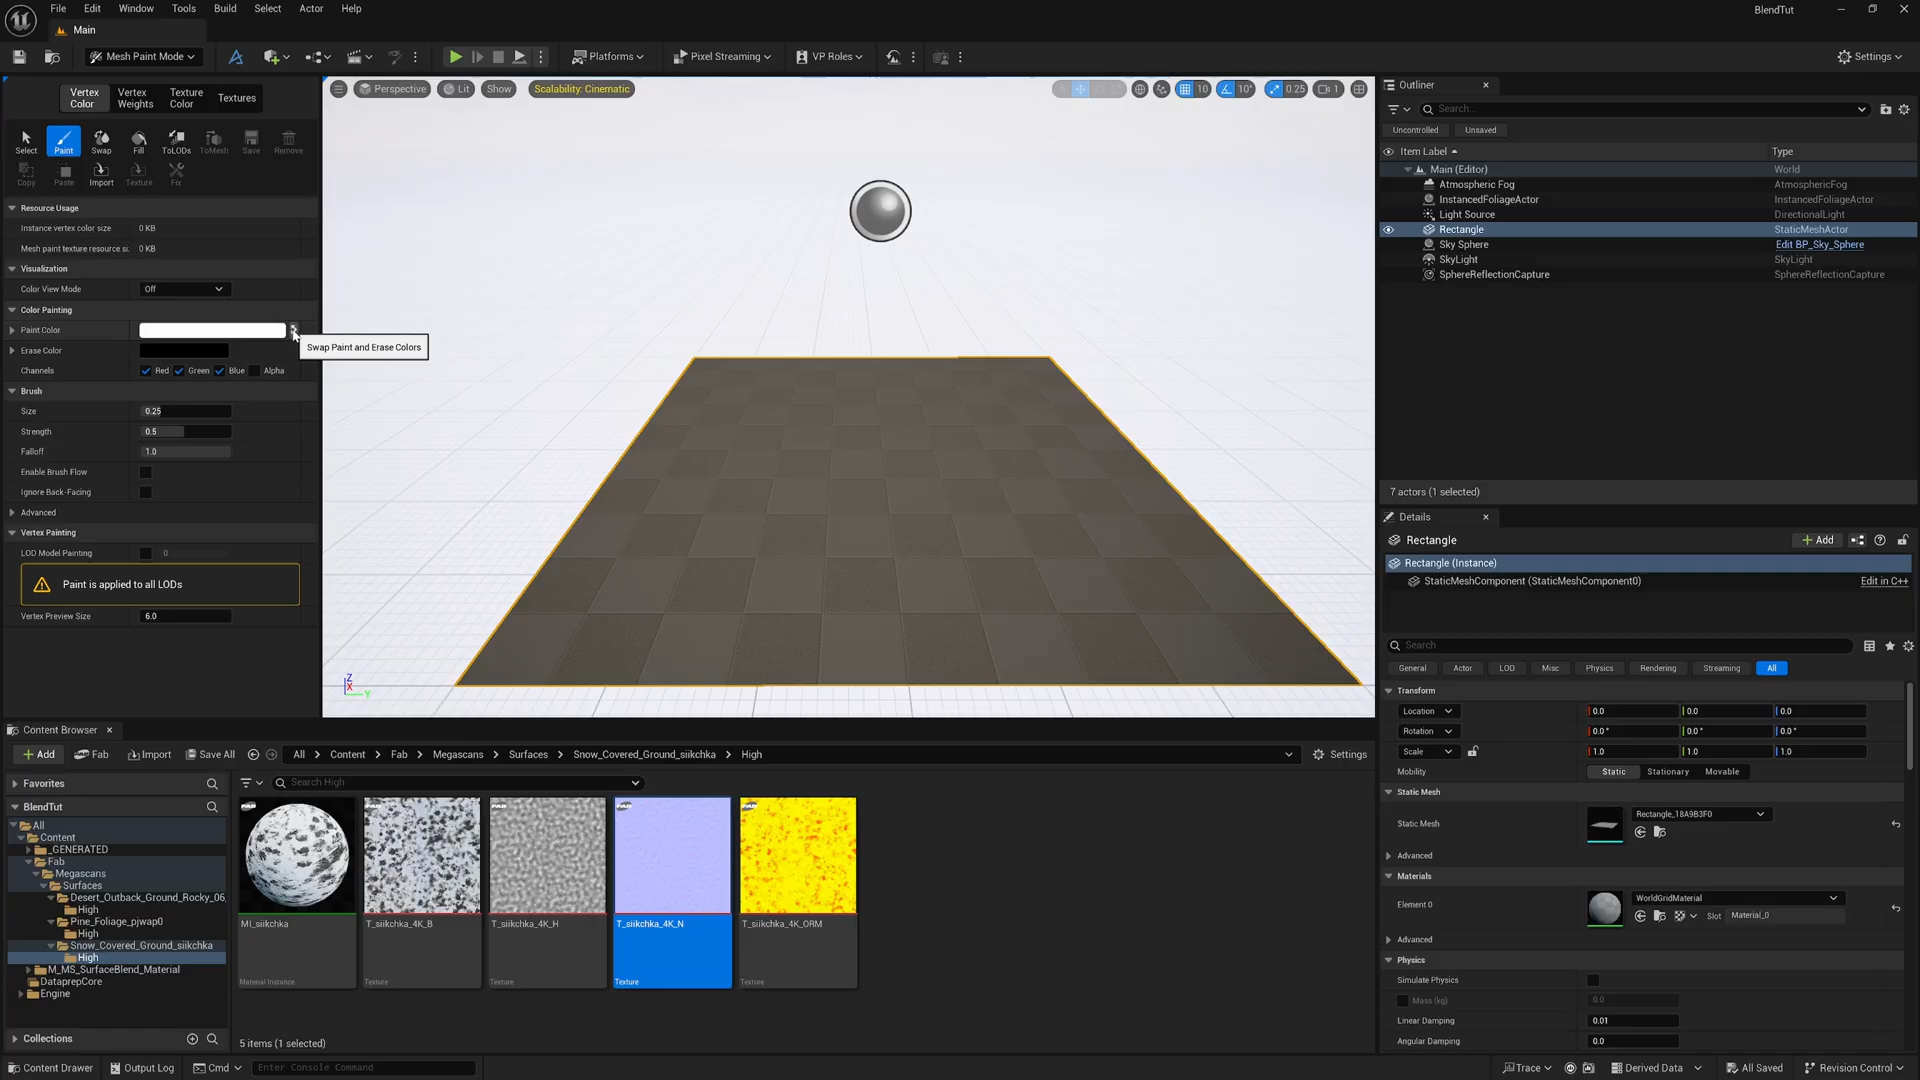 File Edit Window Tools Build Select Actor Help
BlendTut
Main
Mesh Paint Mode
Platforms
Pixel Streaming
VP Roles
Settings
Vertex Color
Vertex Weights
Texture Color
Textures
Select Paint Swap Fill ToLODs ToMesh Save Remove
Copy Paste Import Texture Fix
Resource Usage
Instance vertex color size 0 KB
Mesh paint texture resource si: 0 KB
Visualization
Color View Mode Off
Color Painting
Paint Color
Swap Paint and Erase Colors
Erase Color
Channels Red Green Blue Alpha
Brush
Size 0.25
Strength 0.5
Falloff 1.0
Enable Brush Flow
Ignore Back-Facing
Advanced
Vertex Painting
LOD Model Painting 0
Paint is applied to all LODs
Vertex Preview Size 6.0
Perspective Lit Show Scalability: Cinematic
10 10° 0.25 1
Z
X
Y
Outliner
Search...
Uncontrolled Unsaved
Item Label Type
Main (Editor) World
Atmospheric Fog AtmosphericFog
InstancedFoliageActor InstancedFoliageActor
Light Source DirectionalLight
Rectangle StaticMeshActor
Sky Sphere Edit BP_Sky_Sphere
SkyLight SkyLight
SphereReflectionCapture SphereReflectionCapture
7 actors (1 selected)
Details
Rectangle
Add
Rectangle (Instance)
StaticMeshComponent (StaticMeshComponent0) Edit in C++
Search
General Actor LOD Misc Physics Rendering Streaming All
Transform
Location 0.0 0.0 0.0
Rotation 0.0° 0.0° 0.0°
Scale 1.0 1.0 1.0
Mobility Static Stationary Movable
Static Mesh
Static Mesh Rectangle_18A9B3F0
Advanced
Materials
Element 0 WorldGridMaterial
Slot Material_0
Advanced
Physics
Simulate Physics
Mass (kg) 0.0
Linear Damping 0.01
Angular Damping 0.0
Content Browser
Add Fab Import Save All All Content Fab Megascans Surfaces Snow_Covered_Ground_siikchka High Settings
Favorites
Search High
BlendTut
All
Content
_GENERATED
Fab
Megascans
Surfaces
Desert_Outback_Ground_Rocky_06_
High
Pine_Foliage_pjwap0
High
Snow_Covered_Ground_siikchka
High
M_MS_SurfaceBlend_Material
DataprepCore
Engine
Collections
MI_siikchka T_siikchka_4K_B T_siikchka_4K_H T_siikchka_4K_N T_siikchka_4K_ORM
Material Instance Texture Texture Texture Texture
5 items (1 selected)
Content Drawer Output Log Cmd Enter Console Command
Trace Derived Data All Saved Revision Control